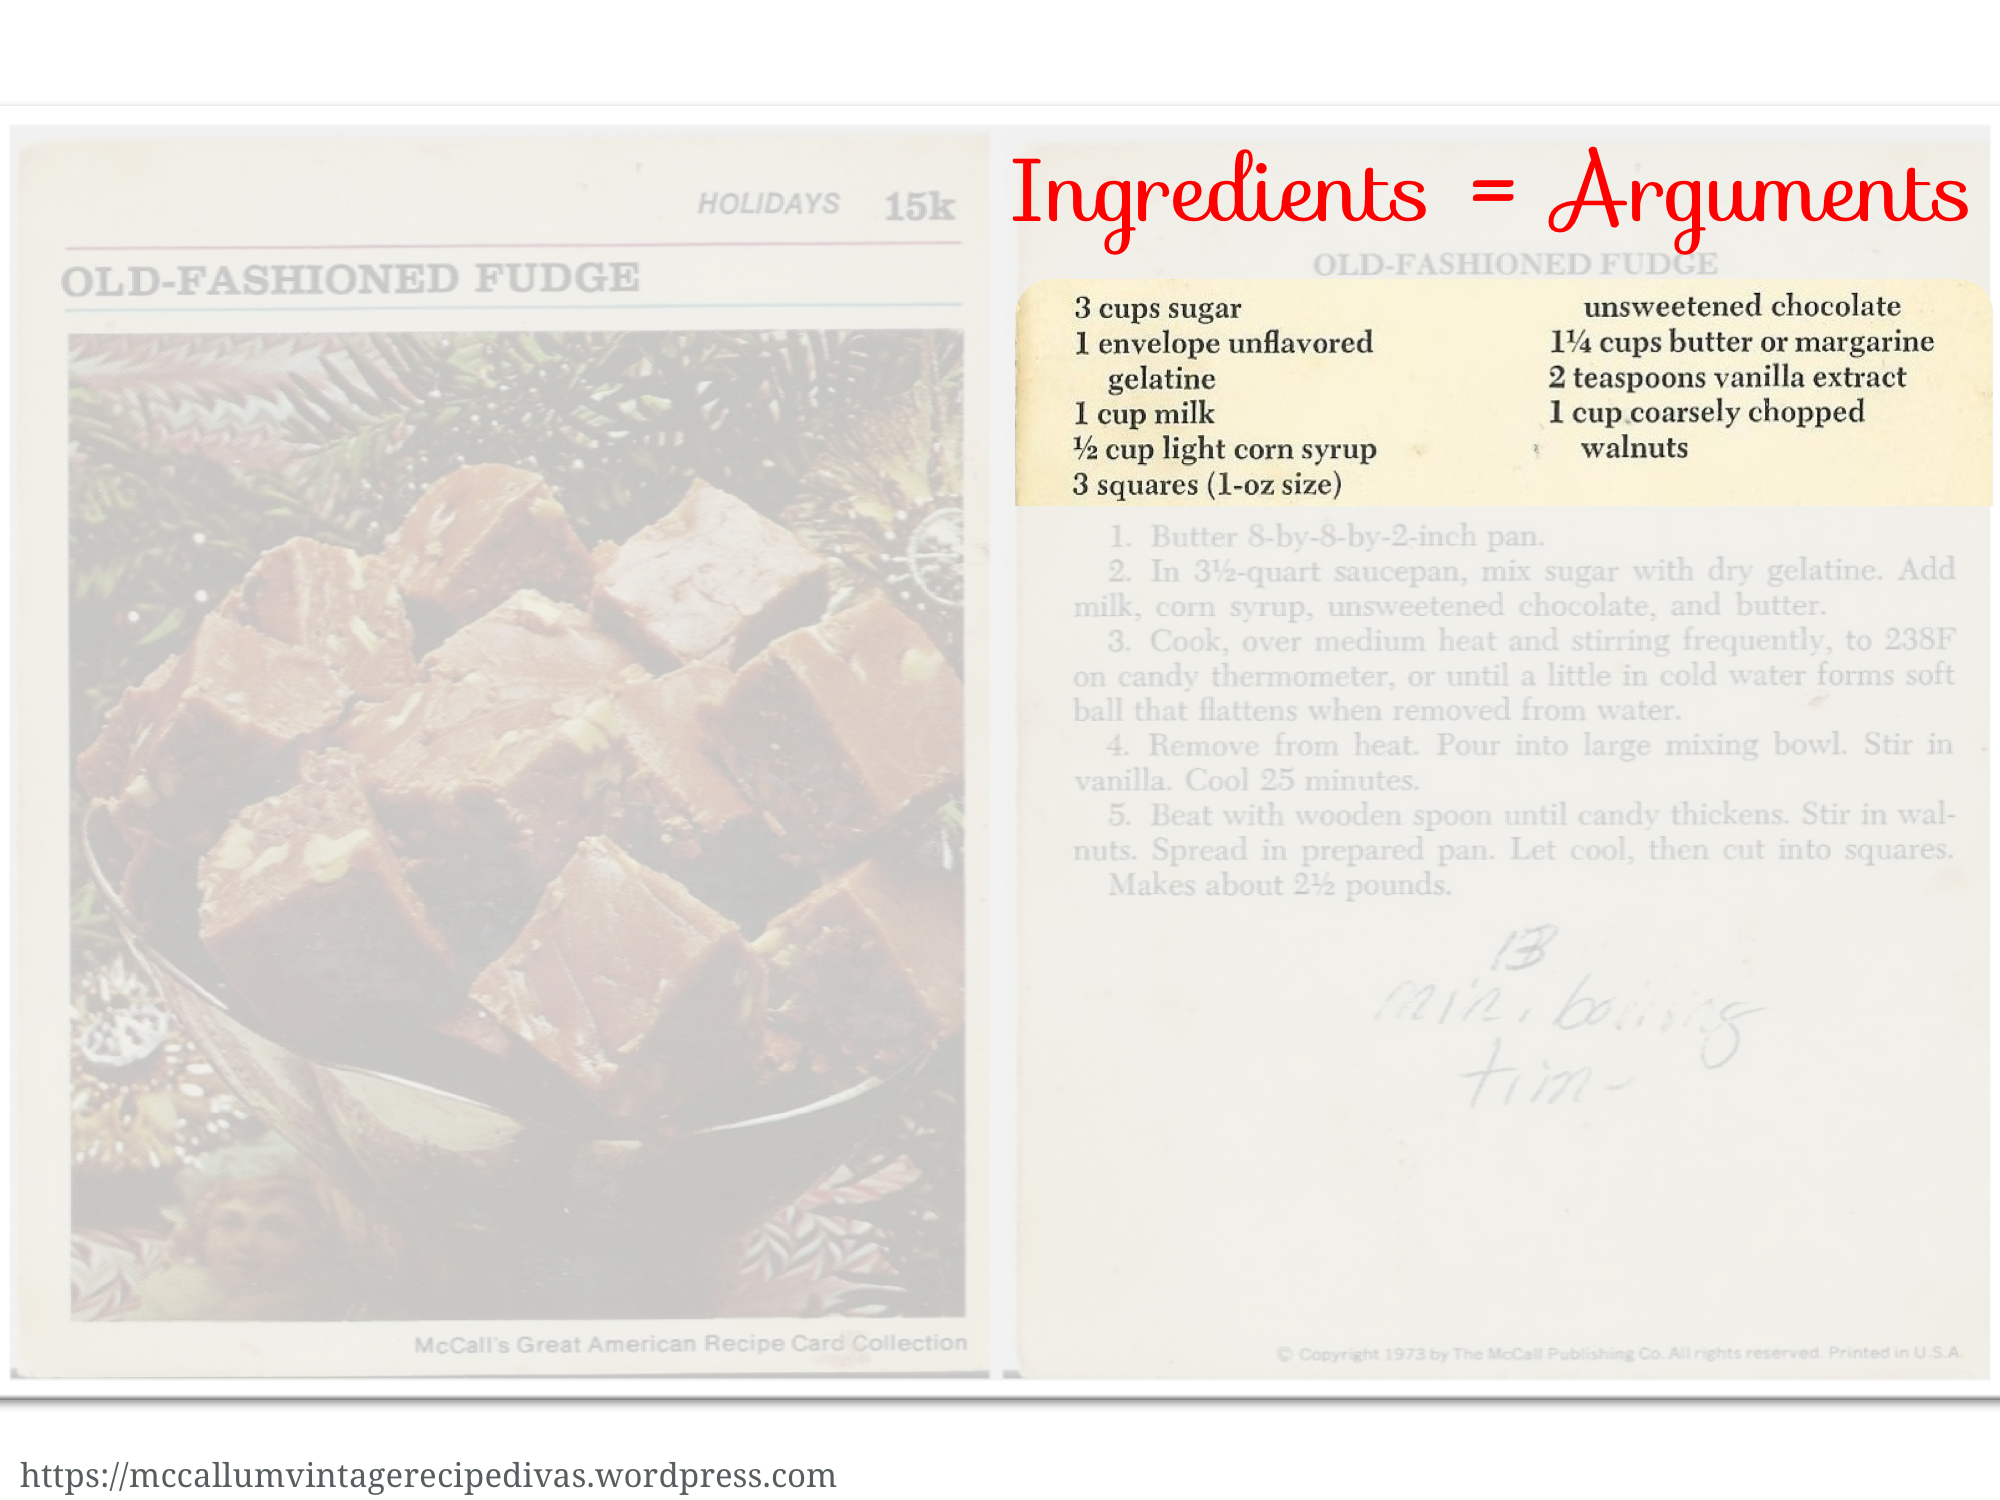 HOLIDAYS 15k
OLD-FASHIONED FUDGE
McCall's Great American Recipe Card Collection
Ingredients = Arguments
OLD-FASHIONED FUDGE
3 cups sugar
1 envelope unflavored
gelatine
1 cup milk
½ cup light corn syrup
3 squares (1-oz size)
unsweetened chocolate
1¼ cups butter or margarine
2 teaspoons vanilla extract
1 cup coarsely chopped
walnuts
1. Butter 8-by-8-by-2-inch pan.
2. In 3½-quart saucepan, mix sugar with dry gelatine. Add
milk, corn syrup, unsweetened chocolate, and butter.
3. Cook, over medium heat and stirring frequently, to 238F
on candy thermometer, or until a little in cold water forms soft
ball that flattens when removed from water.
4. Remove from heat. Pour into large mixing bowl. Stir in
vanilla. Cool 25 minutes.
5. Beat with wooden spoon until candy thickens. Stir in wal-
nuts. Spread in prepared pan. Let cool, then cut into squares.
Makes about 2½ pounds.
13
min. boiling
time
© Copyright 1973 by The McCall Publishing Co. All rights reserved. Printed in U.S.A.
https://mccallumvintagerecipedivas.wordpress.com